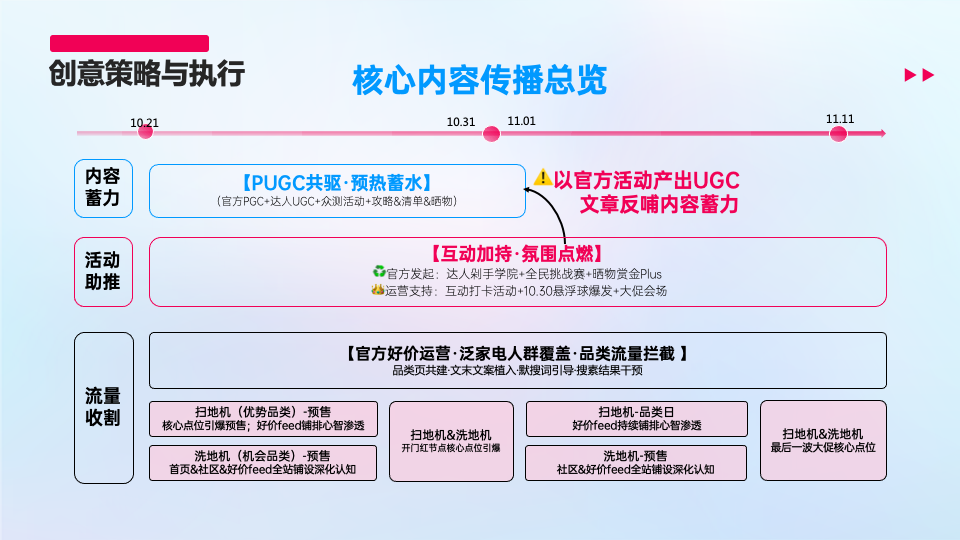 创意策略与执行
核心内容传播总览
10.21
10.31
11.01
11.11
内容
蓄力
【PUGC共驱·预热蓄水】
（官方PGC+达人UGC+众测活动+攻略&清单&晒物）
以官方活动产出UGC
文章反哺内容蓄力
活动
助推
【互动加持·氛围点燃】
官方发起：达人剁手学院+全民挑战赛+晒物赏金Plus
运营支持：互动打卡活动+10.30悬浮球爆发+大促会场
流量
收割
【官方好价运营·泛家电人群覆盖·品类流量拦截 】
品类页共建·文末文案植入·默搜词引导·搜素结果干预
扫地机（优势品类）-预售
核心点位引爆预售；好价feed铺排心智渗透
洗地机（机会品类）-预售
首页&社区&好价feed全站铺设深化认知
扫地机&洗地机
开门红节点核心点位引爆
扫地机-品类日
好价feed持续铺排心智渗透
洗地机-预售
社区&好价feed全站铺设深化认知
扫地机&洗地机
最后一波大促核心点位